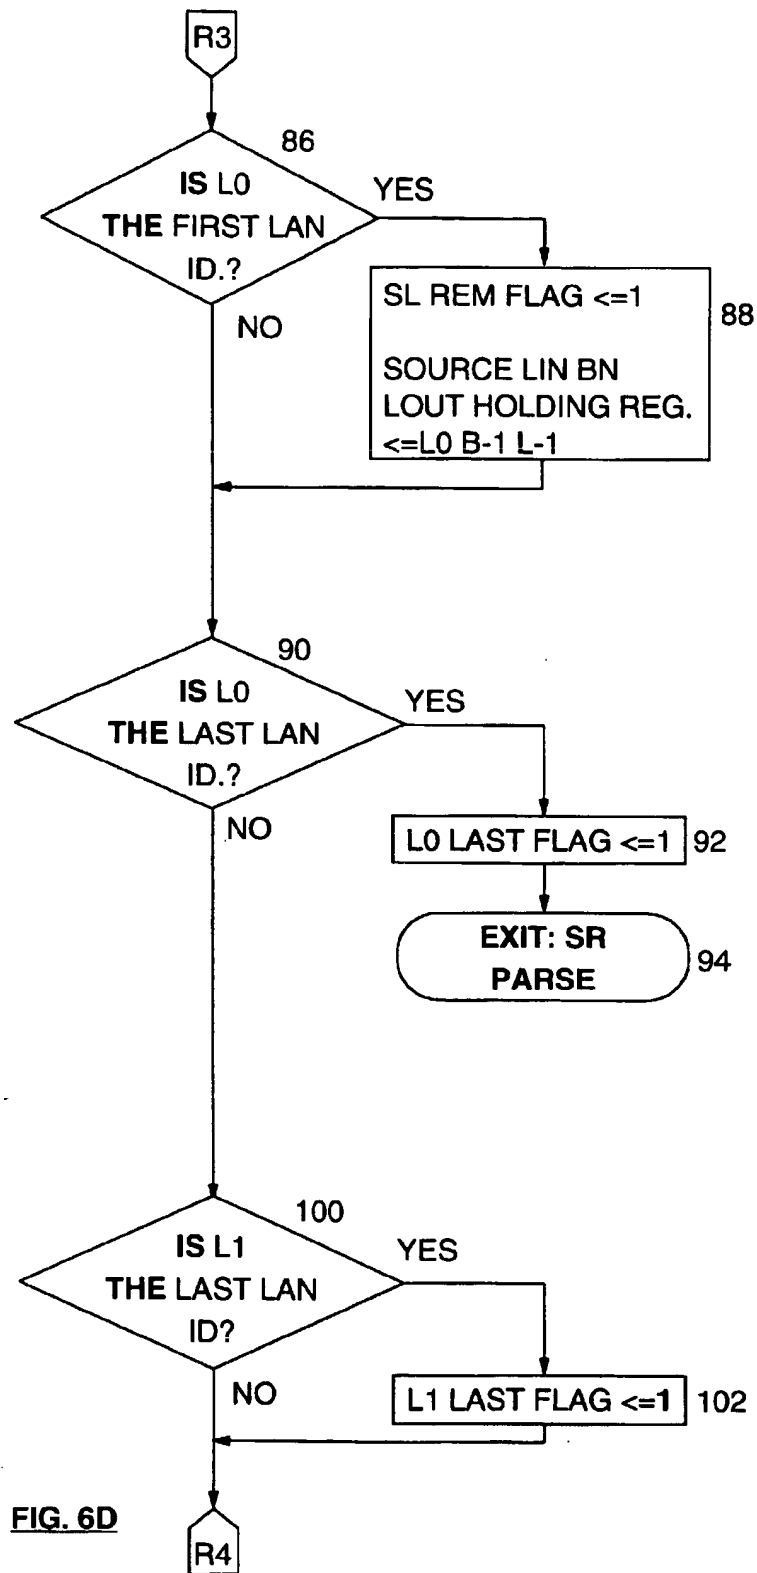 R3
86
IS L0
THE FIRST LAN
ID.?
YES
NO
SL REM FLAG <=1
88
SOURCE LIN BN
LOUT HOLDING REG.
<=L0 B-1 L-1
90
IS L0
THE LAST LAN
ID.?
YES
NO
L0 LAST FLAG <=1
92
EXIT: SR
PARSE
94
100
IS L1
THE LAST LAN
ID?
YES
NO
L1 LAST FLAG <=1
102
FIG. 6D
R4